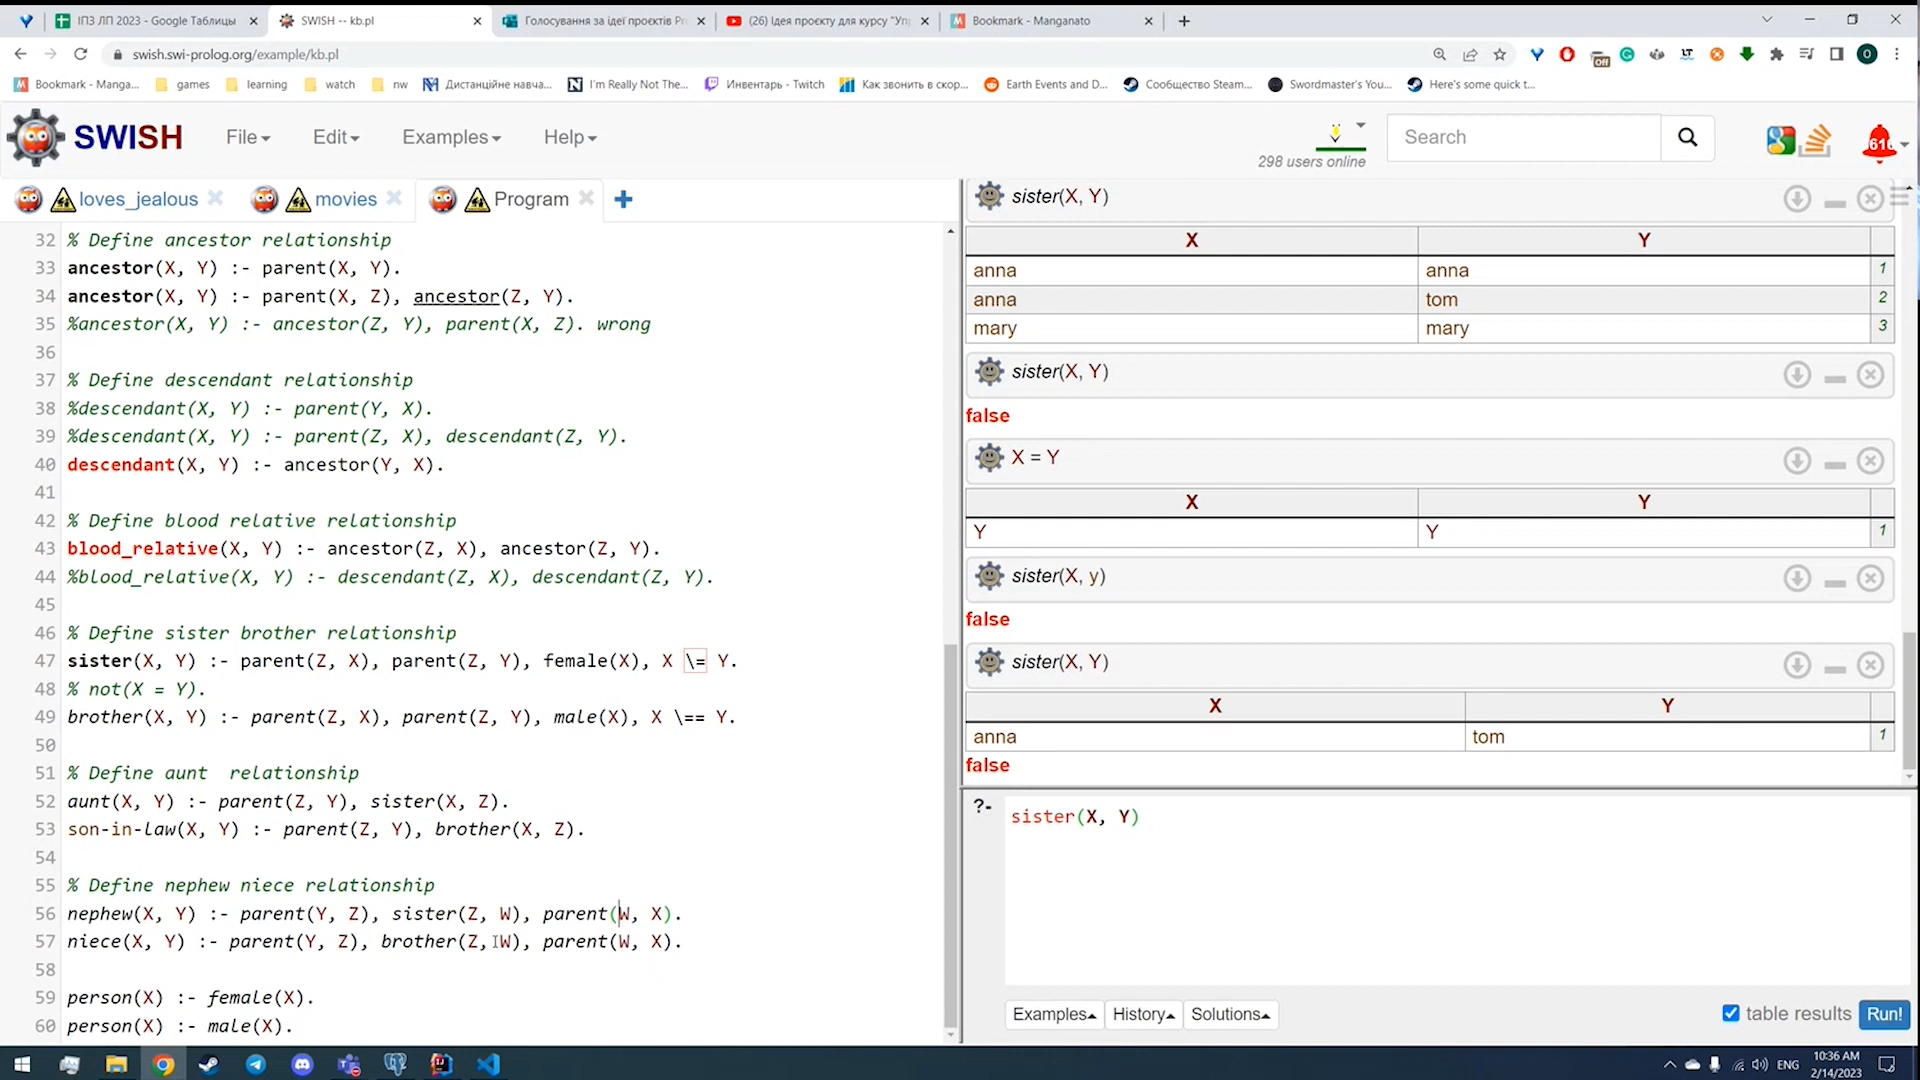 ІПЗ ЛП 2023 - Google Таблицы
SWISH -- kb.pl
Голосування за ідеї проєктів Pr
(26) Ідея проєкту для курсу "Уп
Bookmark - Manganato
swish.swi-prolog.org/example/kb.pl
Off
Bookmark - Manga...
games
learning
watch
nw
Дистанційне навча...
I'm Really Not The...
Инвентарь - Twitch
Как звонить в скор...
Earth Events and D...
Сообщество Steam...
Swordmaster's You...
Here's some quick t...
SWISH
File
Edit
Examples
Help
298 users online
Search
616
loves_jealous
movies
Program
32 % Define ancestor relationship
33 ancestor(X, Y) :- parent(X, Y).
34 ancestor(X, Y) :- parent(X, Z), ancestor(Z, Y).
35 %ancestor(X, Y) :- ancestor(Z, Y), parent(X, Z). wrong
36
37 % Define descendant relationship
38 %descendant(X, Y) :- parent(Y, X).
39 %descendant(X, Y) :- parent(Z, X), descendant(Z, Y).
40 descendant(X, Y) :- ancestor(Y, X).
41
42 % Define blood relative relationship
43 blood_relative(X, Y) :- ancestor(Z, X), ancestor(Z, Y).
44 %blood_relative(X, Y) :- descendant(Z, X), descendant(Z, Y).
45
46 % Define sister brother relationship
47 sister(X, Y) :- parent(Z, X), parent(Z, Y), female(X), X \= Y.
48 % not(X = Y).
49 brother(X, Y) :- parent(Z, X), parent(Z, Y), male(X), X \== Y.
50
51 % Define aunt  relationship
52 aunt(X, Y) :- parent(Z, Y), sister(X, Z).
53 son-in-law(X, Y) :- parent(Z, Y), brother(X, Z).
54
55 % Define nephew niece relationship
56 nephew(X, Y) :- parent(Y, Z), sister(Z, W), parent(W, X).
57 niece(X, Y) :- parent(Y, Z), brother(Z, W), parent(W, X).
58
59 person(X) :- female(X).
60 person(X) :- male(X).
sister(X, Y)
X Y
anna anna 1
anna tom 2
mary mary 3
sister(X, Y)
false
X = Y
X Y
Y Y 1
sister(X, y)
false
sister(X, Y)
X Y
anna tom 1
false
?- sister(X, Y)
Examples
History
Solutions
table results
Run!
ENG
10:36 AM
2/14/2023